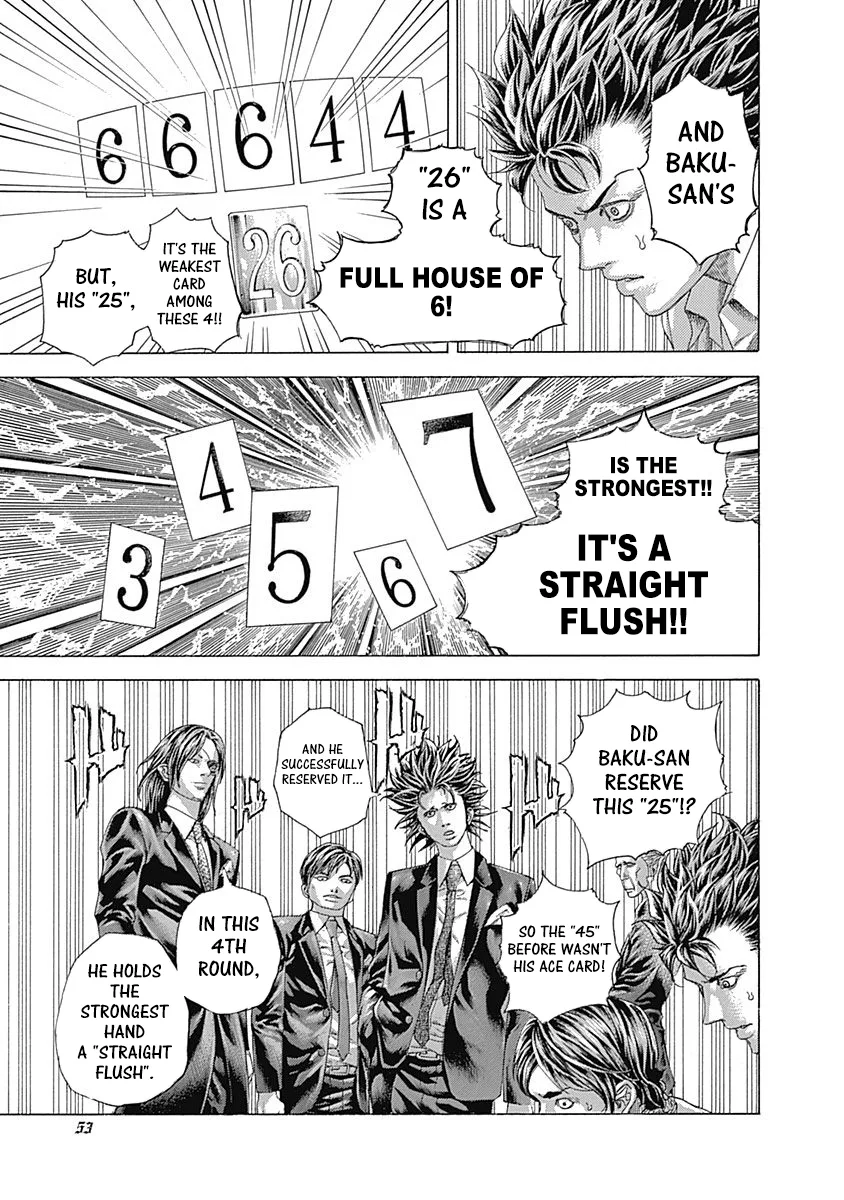 AND
BAKU-
SAN'S
"26"
IS A
FULL HOUSE OF
6!
6
6
6
4
4
26
IT'S THE
WEAKEST
CARD
AMONG
THESE 4!!
BUT,
HIS "25",
IS THE
STRONGEST!!
IT'S A
STRAIGHT
FLUSH!!
7
4
5
6
3
DID
BAKU-SAN
RESERVE
THIS "25"!?
SO THE "45"
BEFORE WASN'T
HIS ACE CARD!
AND HE
SUCCESSFULLY
RESERVED IT...
IN THIS
4TH
ROUND,
HE HOLDS
THE
STRONGEST
HAND
A "STRAIGHT
FLUSH".
53